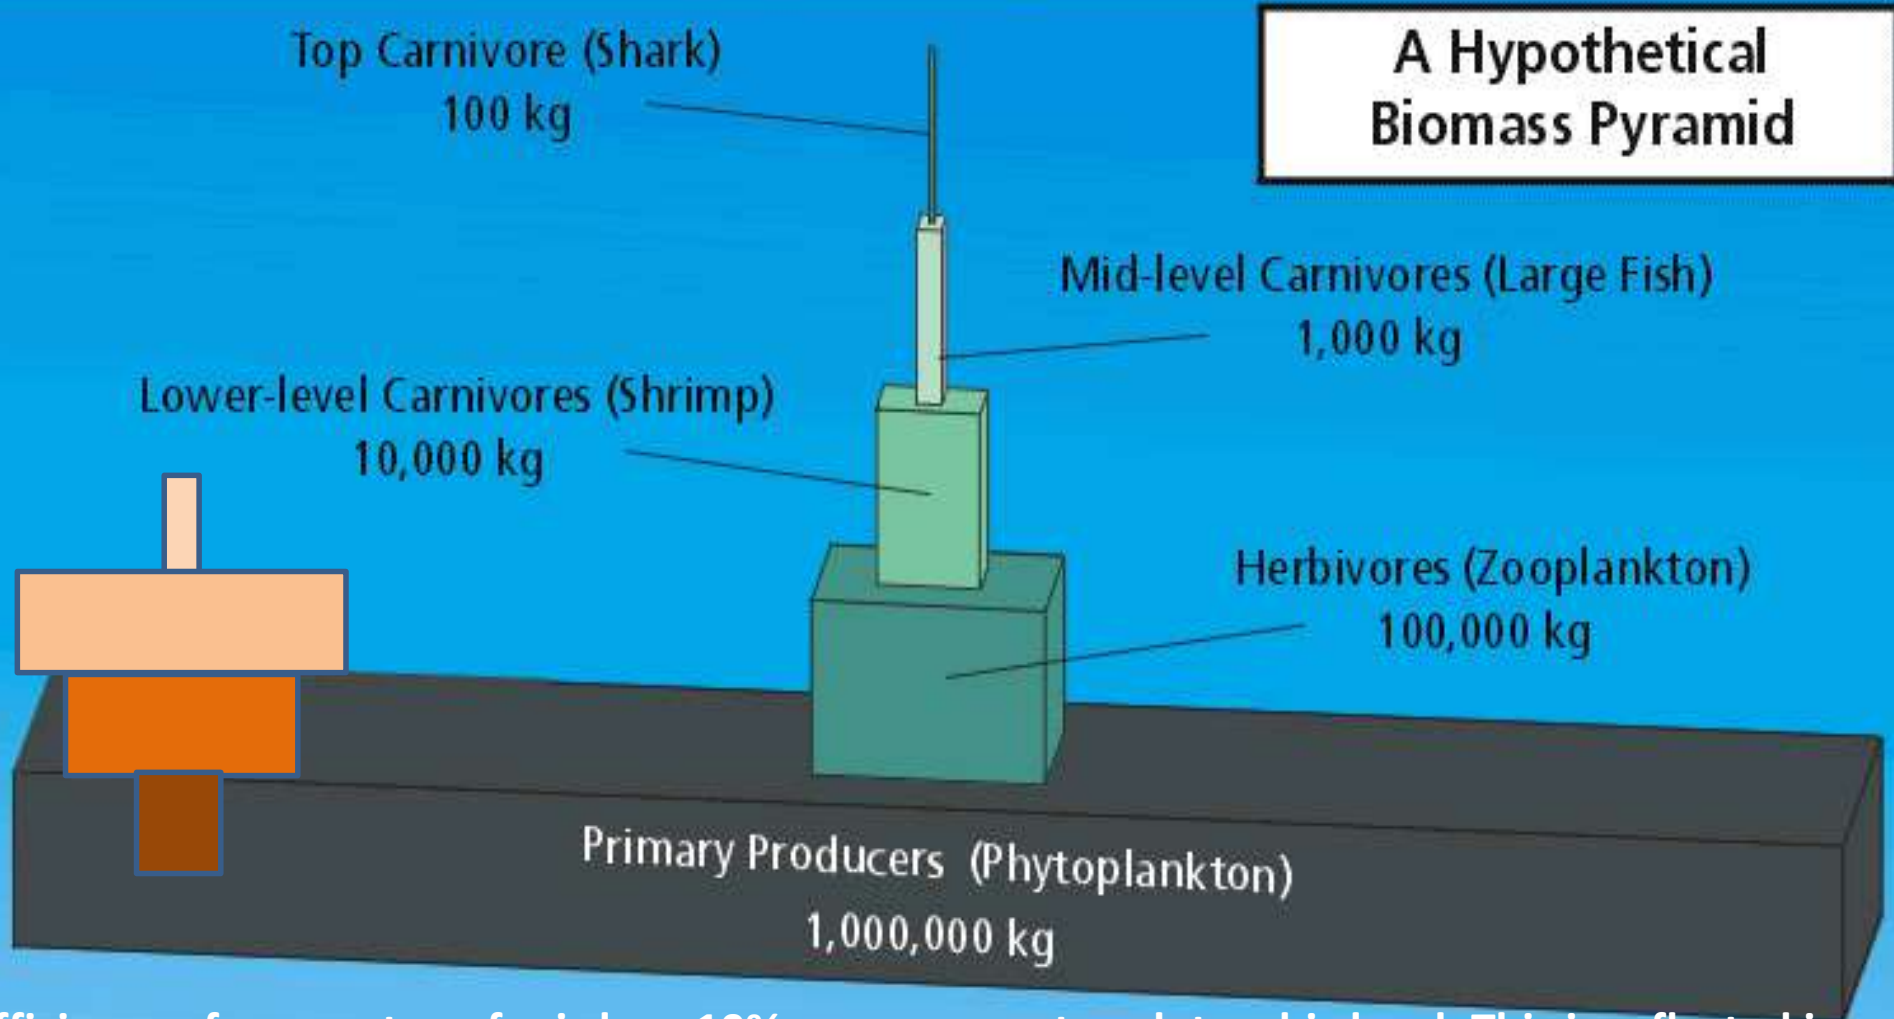 A Hypothetical
Biomass Pyramid
Top Carnivore (Shark)
100 kg
Mid-level Carnivores (Large Fish)
1,000 kg
Lower-level Carnivores (Shrimp)
10,000 kg
Herbivores (Zooplankton)
100,000 kg
Primary Producers (Phytoplankton)
1,000,000 kg